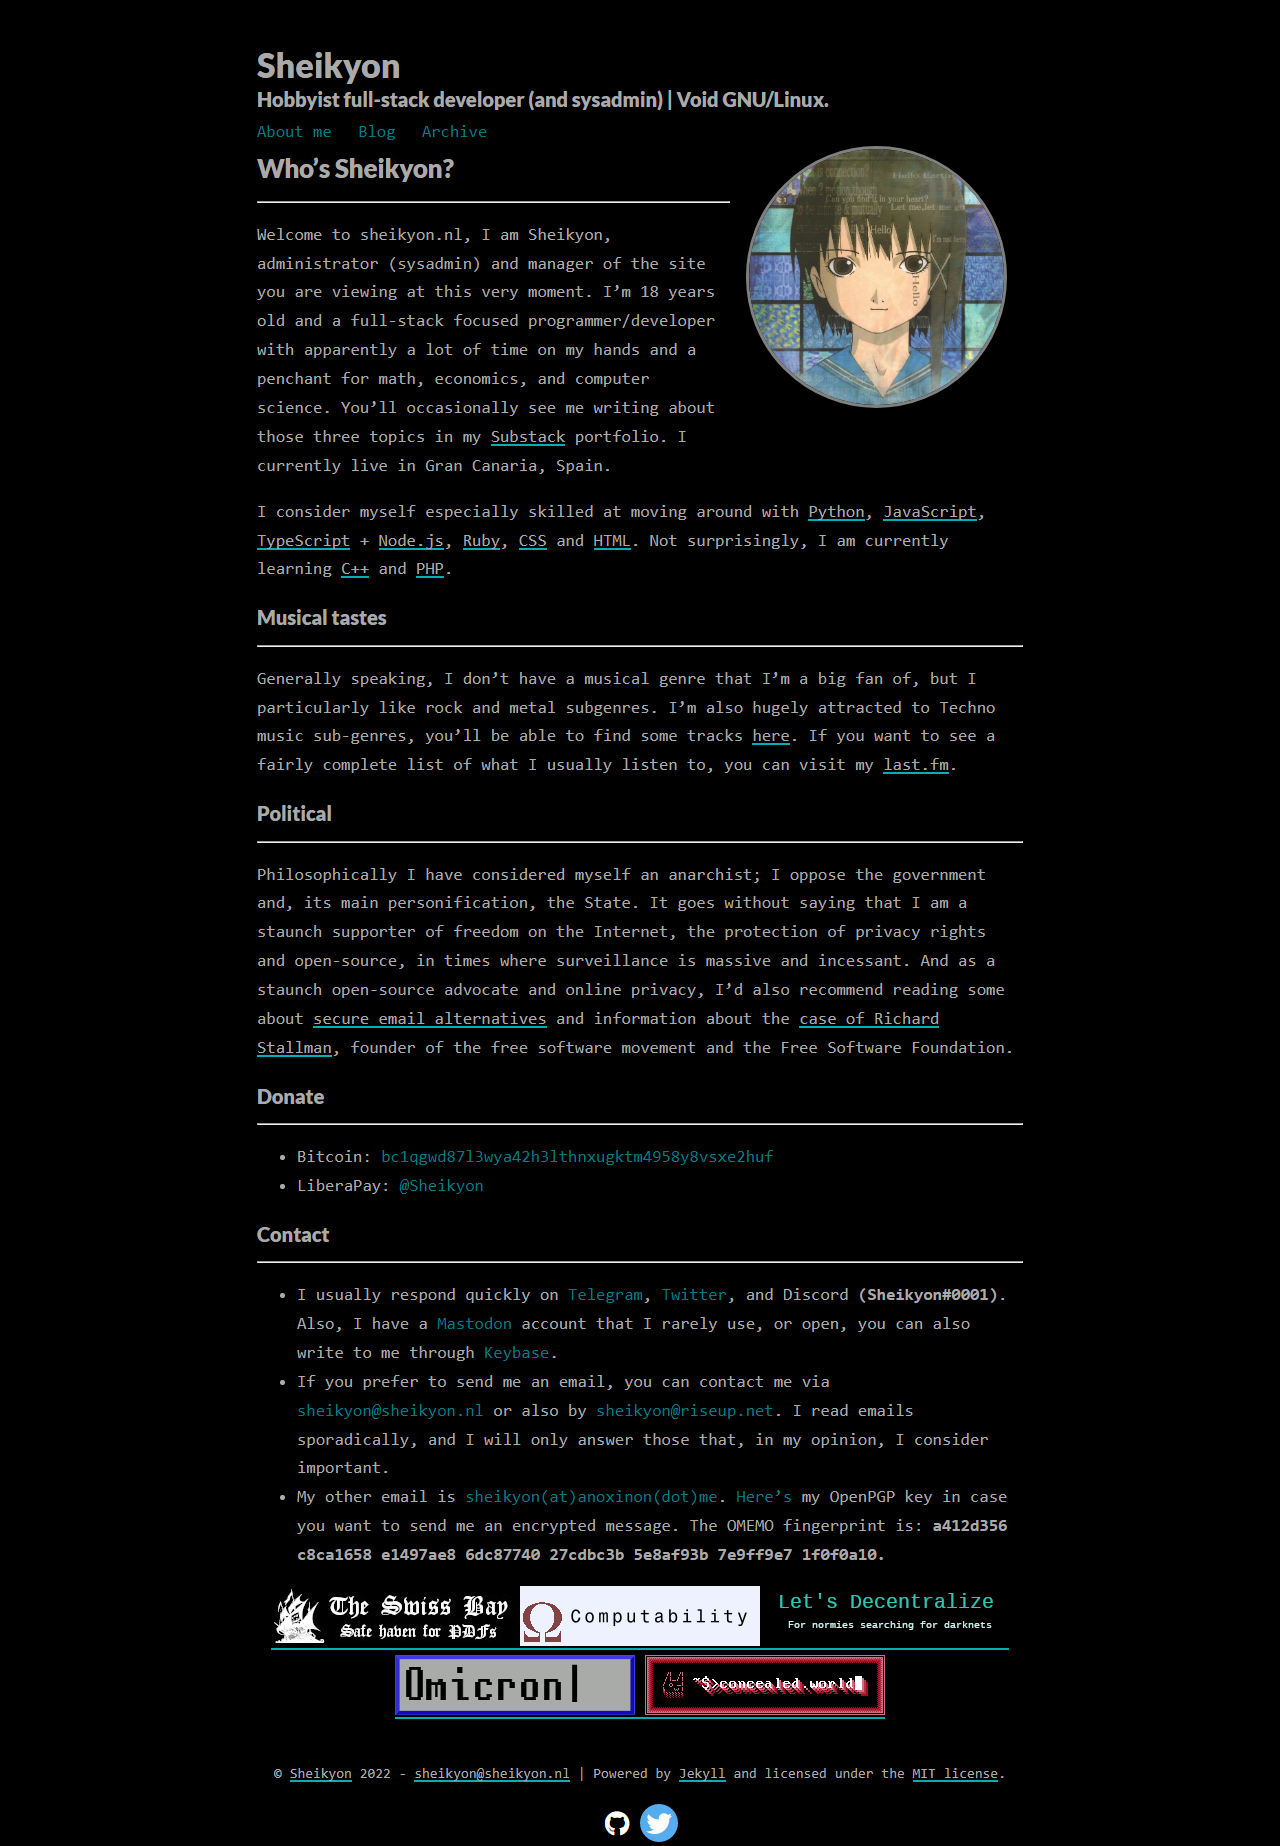 Sheikyon
Hobbyist full-stack developer (and sysadmin) | Void GNU/Linux.
About me Blog Archive
Who’s Sheikyon?
Welcome to sheikyon.nl, I am Sheikyon,
administrator (sysadmin) and manager of the site
you are viewing at this very moment. I’m 18 years
old and a full-stack focused programmer/developer
with apparently a lot of time on my hands and a
penchant for math, economics, and computer
science. You’ll occasionally see me writing about
those three topics in my Substack portfolio. I
currently live in Gran Canaria, Spain.
Can you find it in your heart?
Let me,let me
Hello
Hello
I consider myself especially skilled at moving around with Python, JavaScript,
TypeScript + Node.js, Ruby, CSS and HTML. Not surprisingly, I am currently
learning C++ and PHP.
Musical tastes
Generally speaking, I don’t have a musical genre that I’m a big fan of, but I
particularly like rock and metal subgenres. I’m also hugely attracted to Techno
music sub-genres, you’ll be able to find some tracks here. If you want to see a
fairly complete list of what I usually listen to, you can visit my last.fm.
Political
Philosophically I have considered myself an anarchist; I oppose the government
and, its main personification, the State. It goes without saying that I am a
staunch supporter of freedom on the Internet, the protection of privacy rights
and open-source, in times where surveillance is massive and incessant. And as a
staunch open-source advocate and online privacy, I’d also recommend reading some
about secure email alternatives and information about the case of Richard
Stallman, founder of the free software movement and the Free Software Foundation.
Donate
• Bitcoin: bc1qgwd87l3wya42h3lthnxugktm4958y8vsxe2huf
• LiberaPay: @Sheikyon
Contact
• I usually respond quickly on Telegram, Twitter, and Discord (Sheikyon#0001).
Also, I have a Mastodon account that I rarely use, or open, you can also
write to me through Keybase.
• If you prefer to send me an email, you can contact me via
sheikyon@sheikyon.nl or also by sheikyon@riseup.net. I read emails
sporadically, and I will only answer those that, in my opinion, I consider
important.
• My other email is sheikyon(at)anoxinon(dot)me. Here’s my OpenPGP key in case
you want to send me an encrypted message. The OMEMO fingerprint is: a412d356
c8ca1658 e1497ae8 6dc87740 27cdbc3b 5e8af93b 7e9ff9e7 1f0f0a10.
The Swiss Bay
Safe haven for PDFs
Ω Computability
Let's Decentralize
For normies searching for darknets
Omicron|
~$>concealed.world
© Sheikyon 2022 - sheikyon@sheikyon.nl | Powered by Jekyll and licensed under the MIT license.